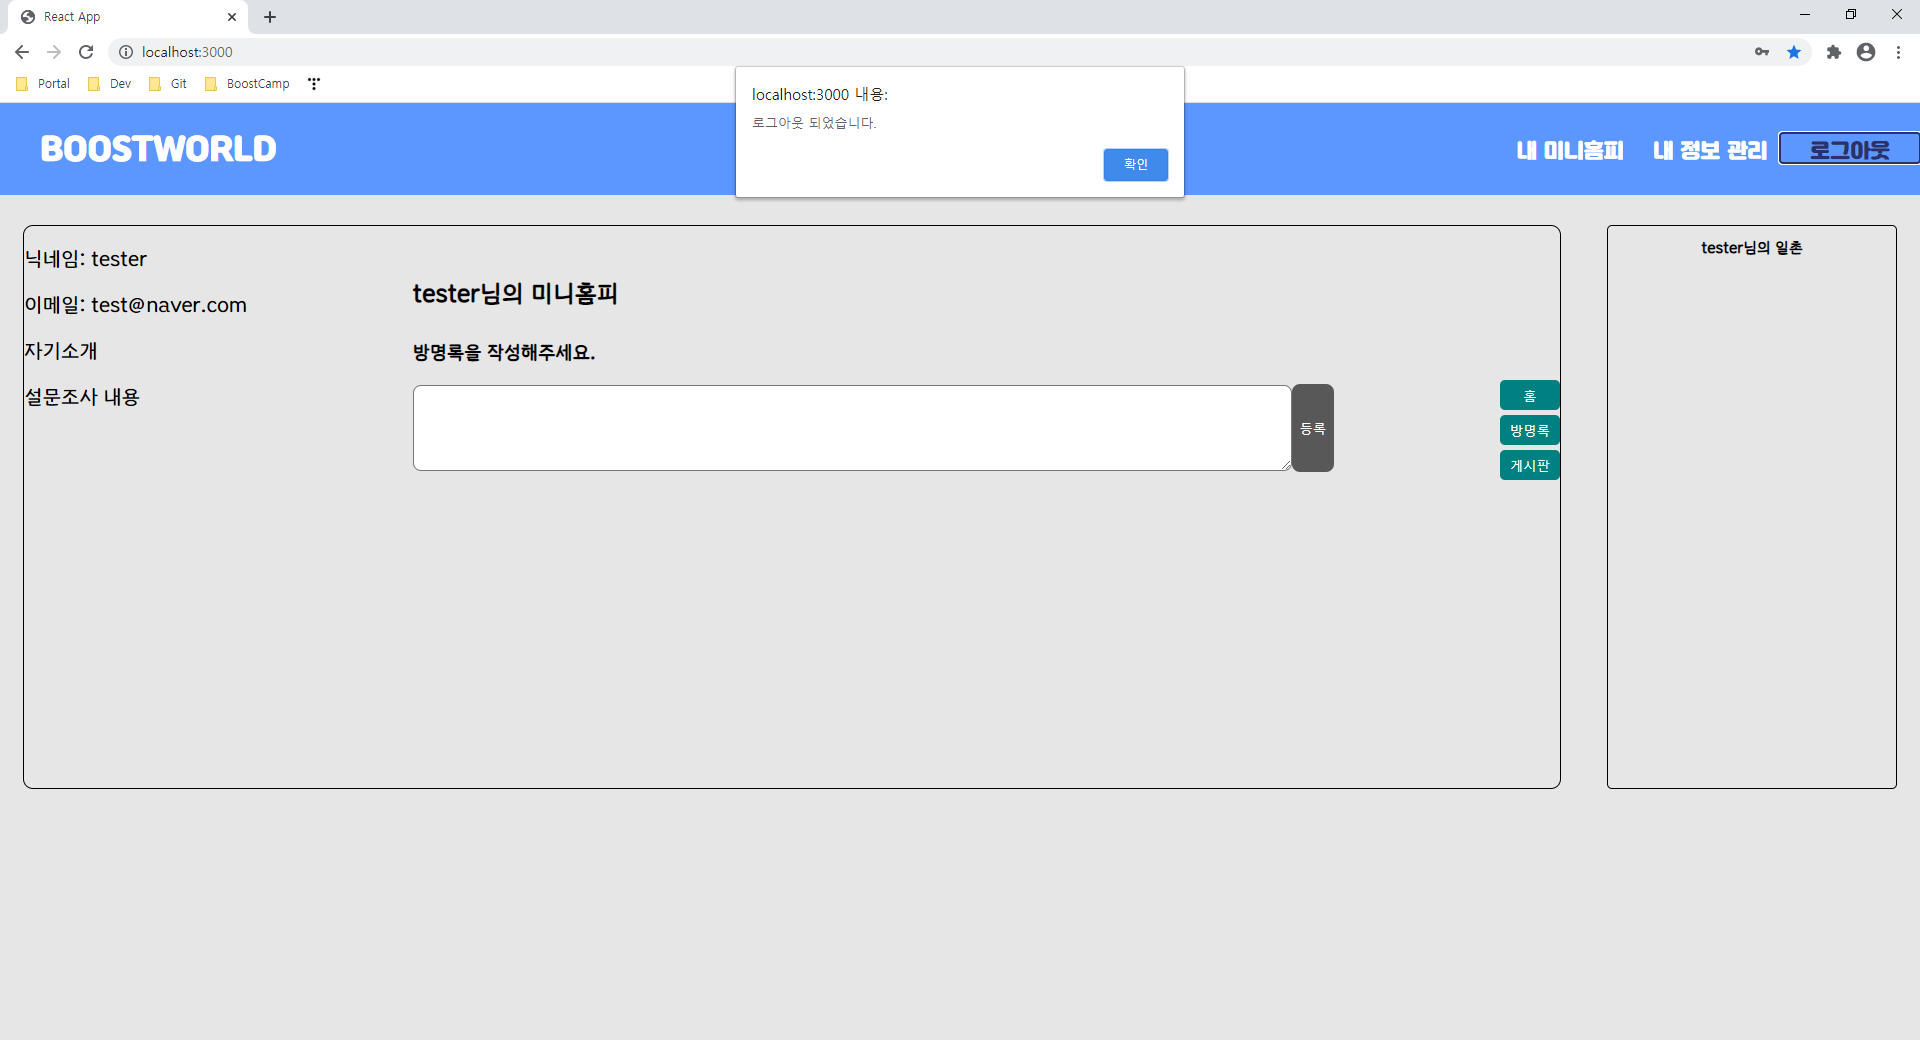 React App
localhost:3000
Portal
Dev
Git
BoostCamp
localhost:3000 내용:
로그아웃 되었습니다.
확인
BOOSTWORLD
내 미니홈피
내 정보 관리
로그아웃
닉네임: tester
이메일: test@naver.com
자기소개
설문조사 내용
tester님의 미니홈피
방명록을 작성해주세요.
등록
홈
방명록
게시판
tester님의 일촌